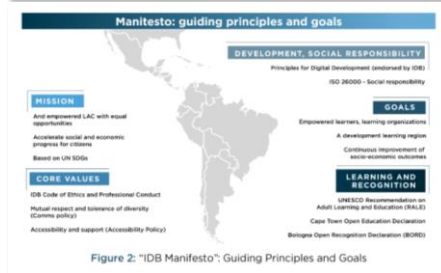 Manifesto: guiding principles and goals
DEVELOPMENT, SOCIAL RESPONSIBILITY
Principles for Digital Development (endorsed by IDB)
ISO 26000 - Social responsibility
MISSION
And empowered LAC with equal
opportunities
Accelerate social and economic
progress for citizens
Based on UN SDGs
GOALS
Empowered learners, learning organizations
A development learning region
Continuous improvement of
socio-economic outcomes
CORE VALUES
IDB Code of Ethics and Professional Conduct
Mutual respect and tolerance of diversity
(Comms policy)
Accessibility and support (Accessibility Policy)
LEARNING AND
RECOGNITION
UNESCO Recommendation on
Adult Learning and Education (RALE)
Cape Town Open Education Declaration
Bologna Open Recognition Declaration (BORD)
Figure 2: "IDB Manifesto": Guiding Principles and Goals